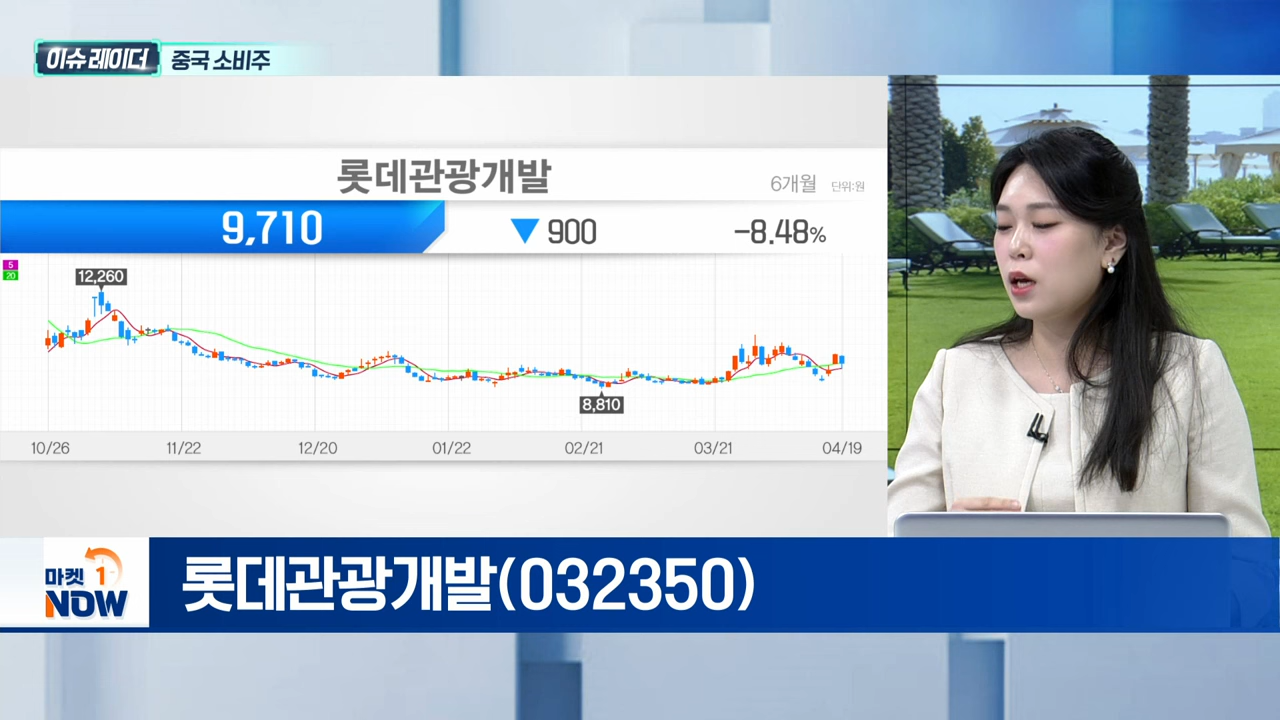 이슈 레이더 중국 소비주
롯데관광개발
6개월 단위:원
9,710 ▼ 900 -8.48%
5
20
12,260
8,810
10/26 11/22 12/20 01/22 02/21 03/21 04/19
마켓 1
NOW
롯데관광개발(032350)